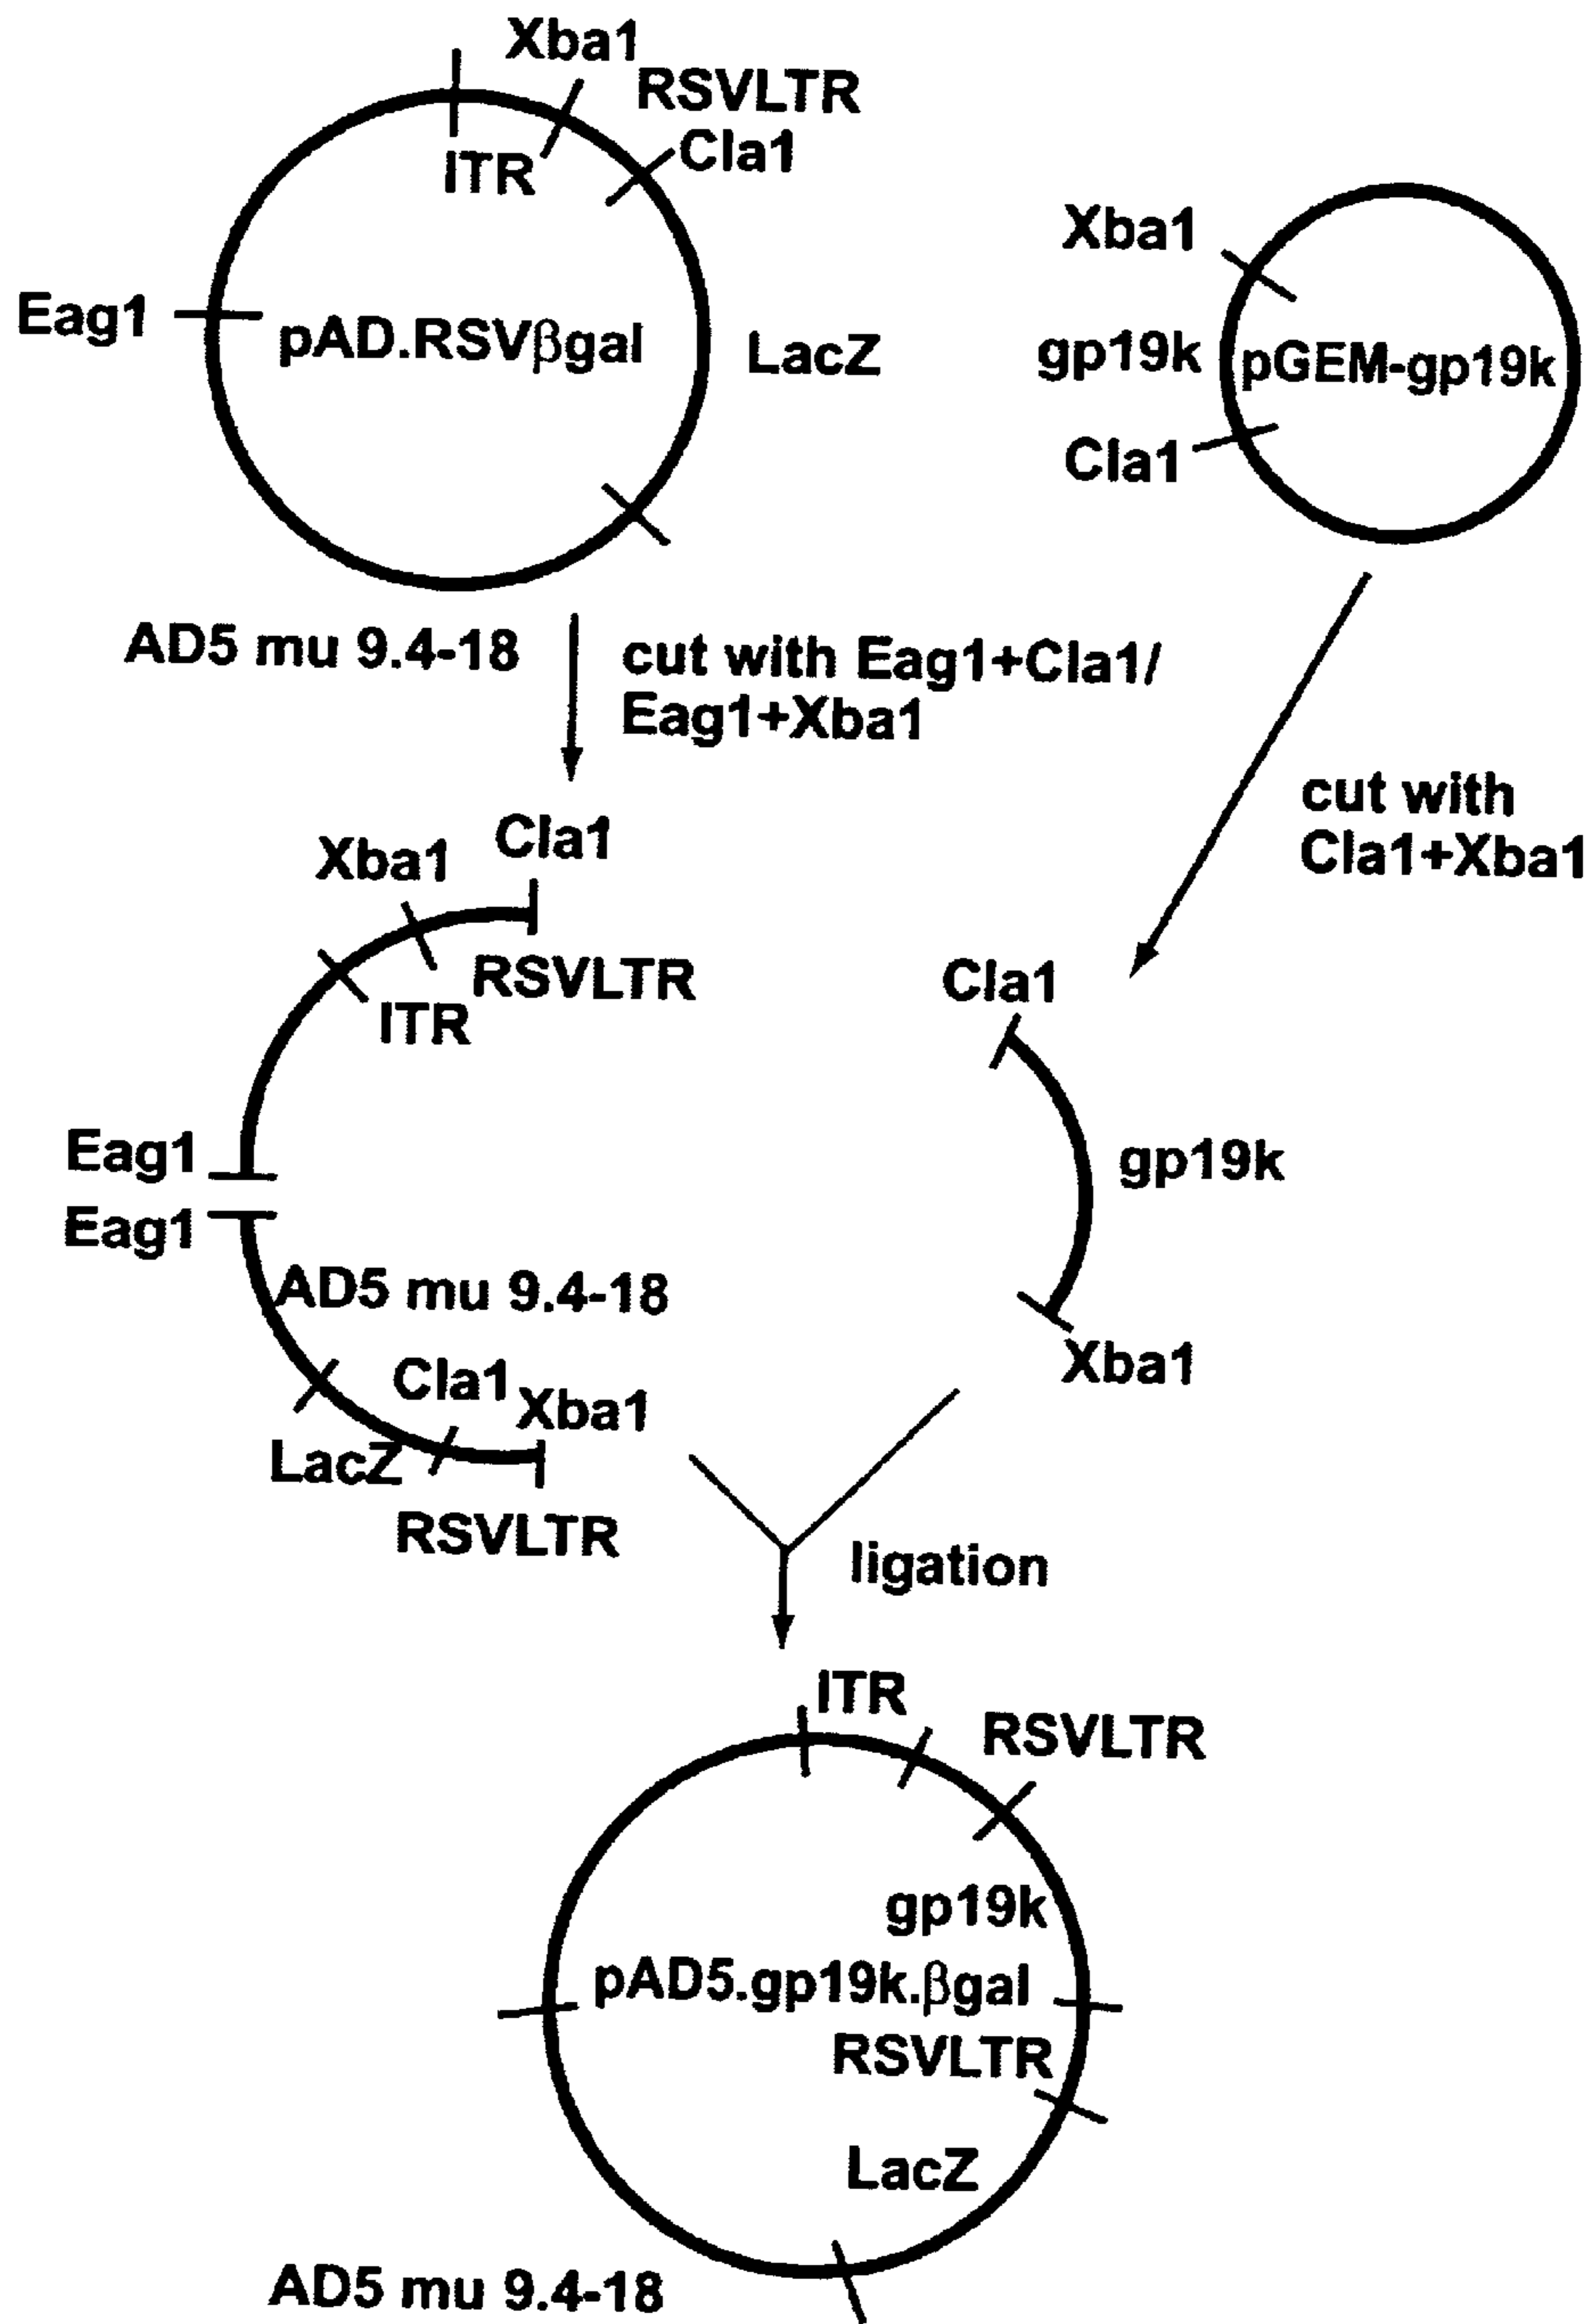 Xba1
RSVLTR
ITR
Cla1
Eag1
pAD.RSVβgal
LacZ
Xba1
gp19k
pGEM-gp19k
Cla1
AD5 mu 9.4-18
cut with Eag1+Cla1/
Eag1+Xba1
cut with
Cla1+Xba1
Xba1
Cla1
RSVLTR
ITR
Eag1
Eag1
AD5 mu 9.4-18
Cla1
Xba1
LacZ
RSVLTR
Cla1
gp19k
Xba1
ligation
ITR
RSVLTR
gp19k
pAD5.gp19k.βgal
RSVLTR
LacZ
AD5 mu 9.4-18